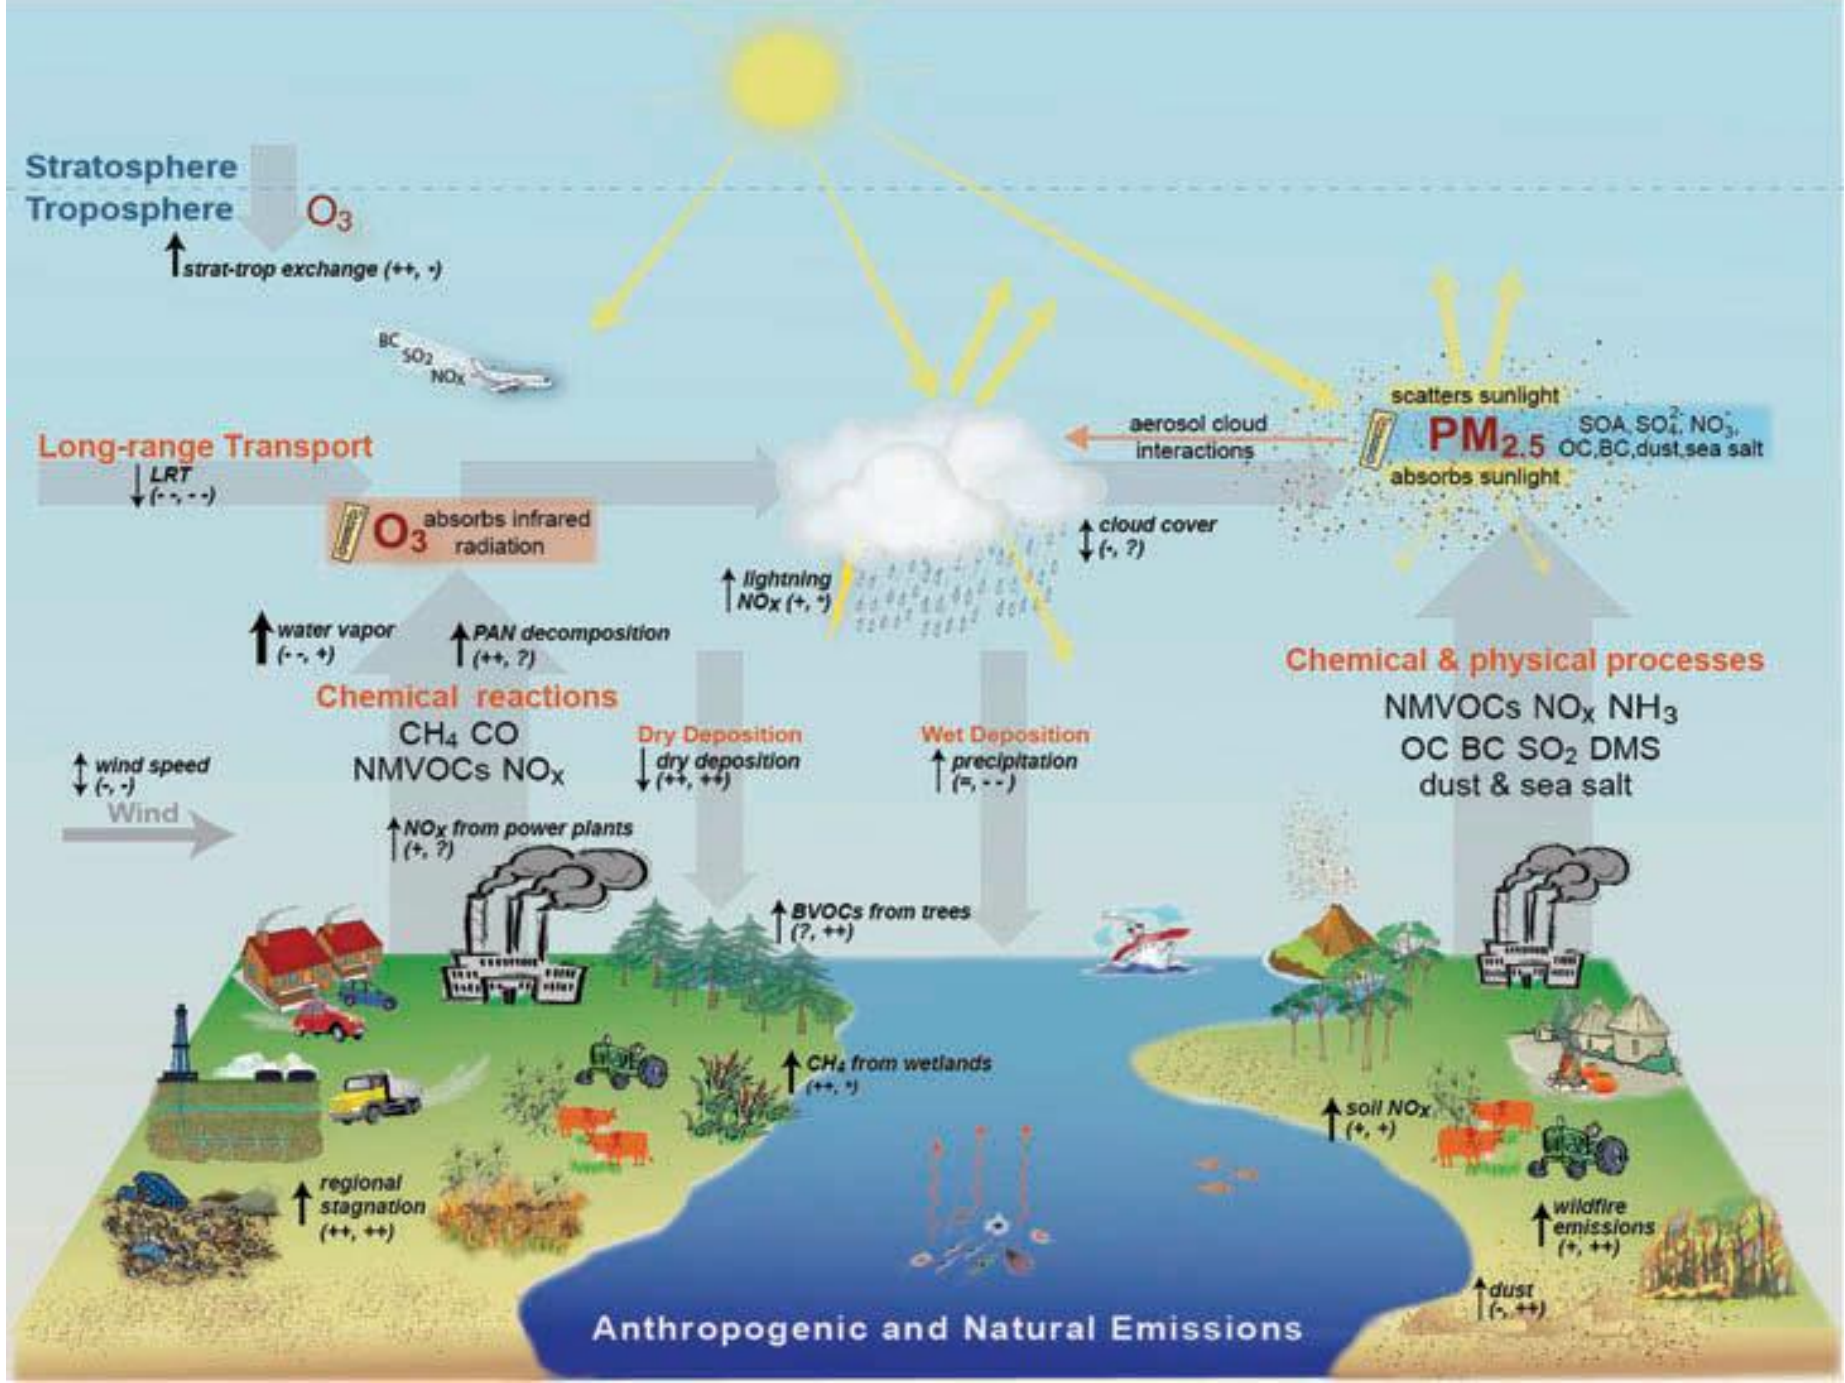 Stratosphere
Troposphere
O₃
strat-trop exchange (++, *)
BC
SO₂
NOx
Long-range Transport
LRT
(- -, - -)
O₃ absorbs infrared
radiation
aerosol cloud
interactions
scatters sunlight
PM₂.₅
absorbs sunlight
SOA, SO₄²⁻, NO₃⁻,
OC,BC,dust,sea salt
cloud cover
(-, ?)
lightning
NOx (+, *)
water vapor
(- -, +)
PAN decomposition
(++, ?)
Chemical reactions
CH₄ CO
NMVOCs NOₓ
Chemical & physical processes
NMVOCs NOₓ NH₃
OC BC SO₂ DMS
dust & sea salt
Dry Deposition
dry deposition
(++, ++)
Wet Deposition
precipitation
(=, - -)
wind speed
(-, -)
Wind
NOx from power plants
(+, ?)
BVOCs from trees
(?, ++)
CH₄ from wetlands
(++, *)
soil NOx
(+, +)
regional
stagnation
(++, ++)
wildfire
emissions
(+, ++)
dust
(-, ++)
Anthropogenic and Natural Emissions